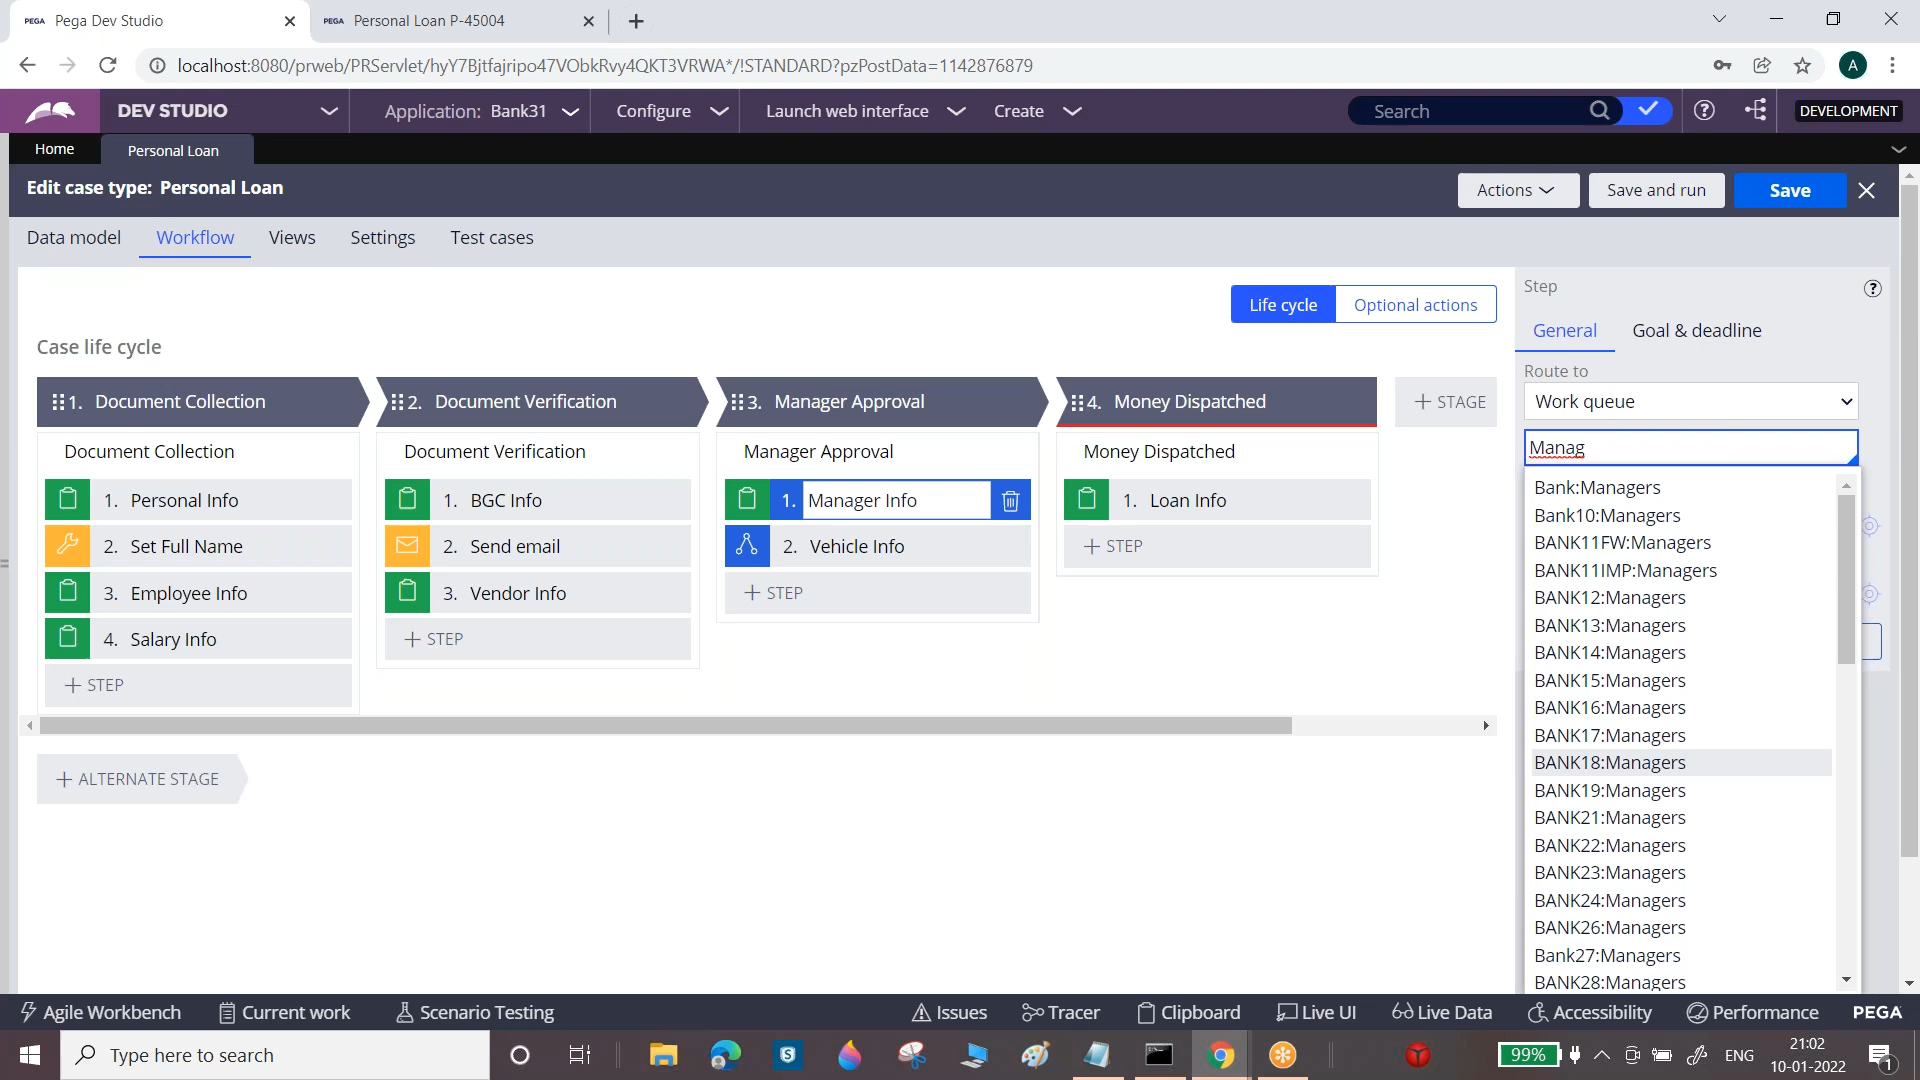 PEGA Pega Dev Studio
PEGA Personal Loan P-45004
localhost:8080/prweb/PRServlet/hyY7Bjtfajripo47VObkRvy4QKT3VRWA*/!STANDARD?pzPostData=1142876879
A
DEV STUDIO
Application: Bank31
Configure
Launch web interface
Create
Search
DEVELOPMENT
Home
Personal Loan
Edit case type: Personal Loan
Actions
Save and run
Save
Data model
Workflow
Views
Settings
Test cases
Life cycle
Optional actions
Case life cycle
1. Document Collection
2. Document Verification
3. Manager Approval
4. Money Dispatched
+ STAGE
Document Collection
1. Personal Info
2. Set Full Name
3. Employee Info
4. Salary Info
+ STEP
Document Verification
1. BGC Info
2. Send email
3. Vendor Info
+ STEP
Manager Approval
1. Manager Info
2. Vehicle Info
+ STEP
Money Dispatched
1. Loan Info
+ STEP
+ ALTERNATE STAGE
Step
General
Goal & deadline
Route to
Work queue
Manag
Bank:Managers
Bank10:Managers
BANK11FW:Managers
BANK11IMP:Managers
BANK12:Managers
BANK13:Managers
BANK14:Managers
BANK15:Managers
BANK16:Managers
BANK17:Managers
BANK18:Managers
BANK19:Managers
BANK21:Managers
BANK22:Managers
BANK23:Managers
BANK24:Managers
BANK26:Managers
Bank27:Managers
BANK28:Managers
Agile Workbench
Current work
Scenario Testing
Issues
Tracer
Clipboard
Live UI
Live Data
Accessibility
Performance
PEGA
Type here to search
99%
ENG
21:02
10-01-2022
1